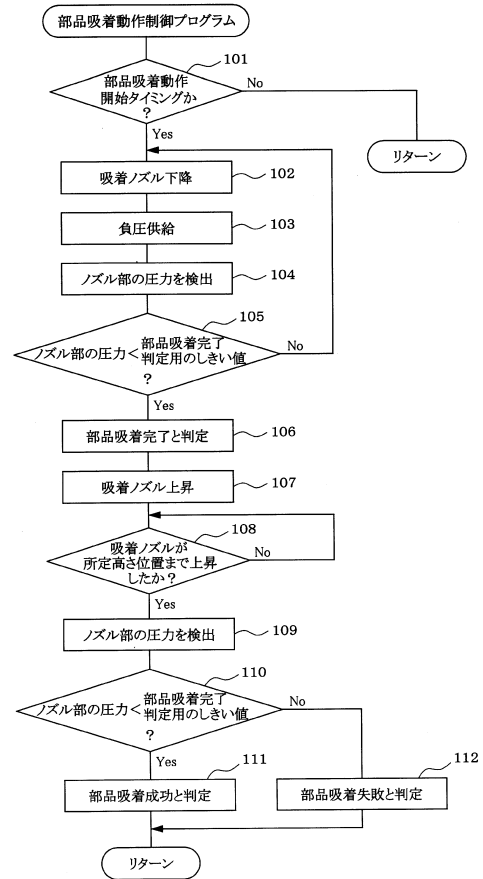 部品吸着動作制御プログラム
101
部品吸着動作
開始タイミングか
？
No
Yes
リターン
吸着ノズル下降
102
負圧供給
103
ノズル部の圧力を検出
104
105
ノズル部の圧力＜部品吸着完了
判定用のしきい値
？
No
Yes
部品吸着完了と判定
106
吸着ノズル上昇
107
108
吸着ノズルが
所定高さ位置まで上昇
したか？
No
Yes
ノズル部の圧力を検出
109
110
ノズル部の圧力＜部品吸着完了
判定用のしきい値
？
No
Yes
111
部品吸着成功と判定
112
部品吸着失敗と判定
リターン